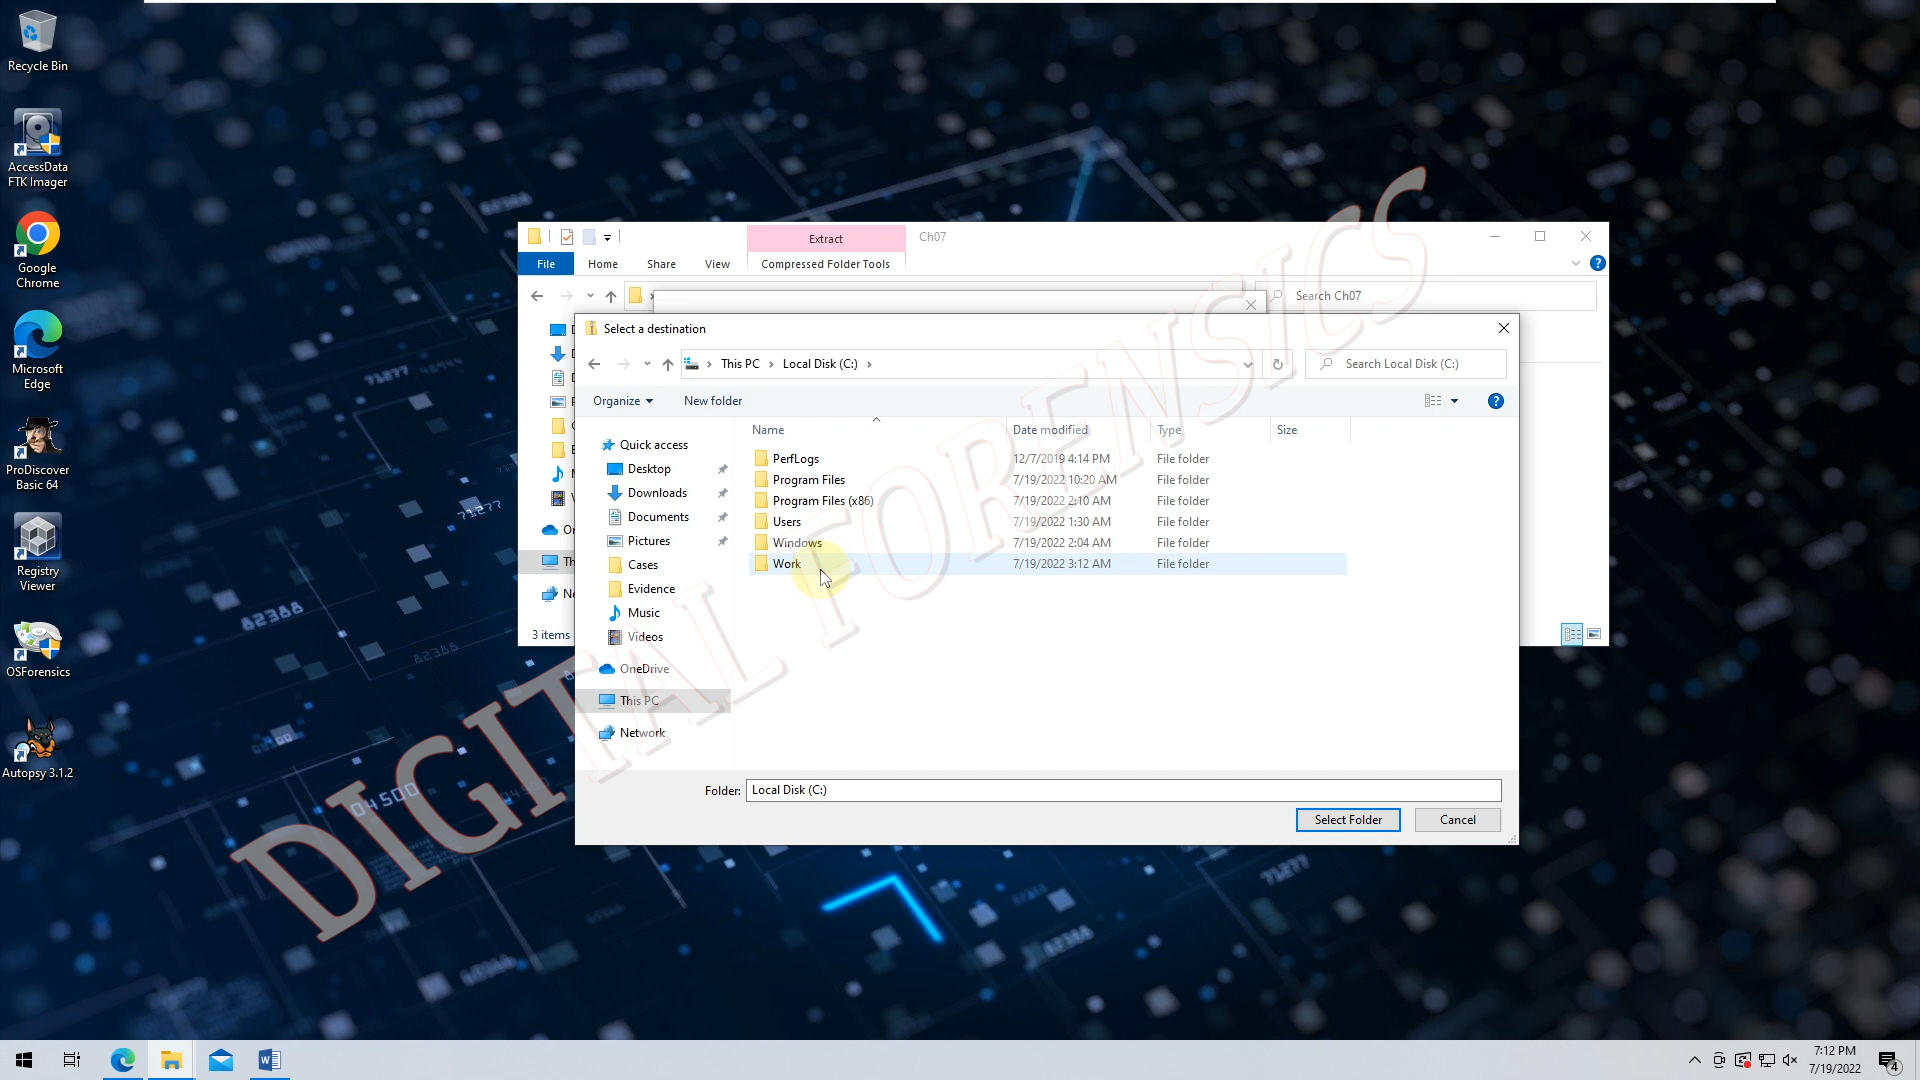 Recycle Bin
AccessData
FTK Imager
Google
Chrome
Microsoft
Edge
ProDiscover
Basic 64
Registry
Viewer
OSForensics
Autopsy 3.1.2
Extract
Ch07
File
Home
Share
View
Compressed Folder Tools
Search Ch07
3 items
Select a destination
This PC
Local Disk (C:)
Search Local Disk (C:)
Organize
New folder
Name
Date modified
Type
Size
Quick access
Desktop
Downloads
Documents
Pictures
Cases
Evidence
Music
Videos
OneDrive
This PC
Network
PerfLogs 12/7/2019 4:14 PM File folder
Program Files 7/19/2022 10:20 AM File folder
Program Files (x86) 7/19/2022 2:10 AM File folder
Users 7/19/2022 1:30 AM File folder
Windows 7/19/2022 2:04 AM File folder
Work 7/19/2022 3:12 AM File folder
Folder: Local Disk (C:)
Select Folder
Cancel
DIGITAL FORENSICS
71277
82388
82388
04500
71277
82388
7:12 PM
7/19/2022
4